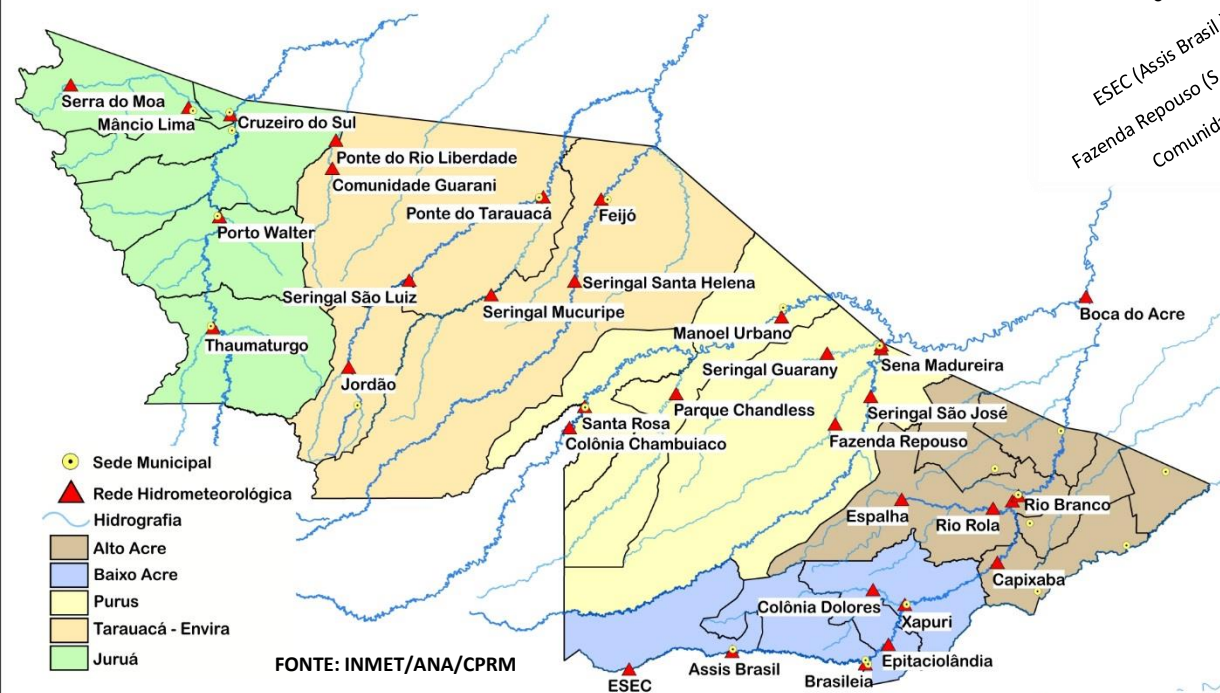 ESEC (Assis Brasil
Fazenda Repouso (S
Comunid
Serra do Moa
Mâncio Lima
Cruzeiro do Sul
Ponte do Rio Liberdade
Comunidade Guarani
Ponte do Tarauacá
Feijó
Porto Walter
Seringal São Luiz
Seringal Mucuripe
Seringal Santa Helena
Thaumaturgo
Manoel Urbano
Boca do Acre
Seringal Guarany
Sena Madureira
Jordão
Parque Chandless
Seringal São José
Santa Rosa
Colônia Chambuiaco
Fazenda Repouso
Sede Municipal
Rede Hidrometeorológica
Hidrografia
Alto Acre
Baixo Acre
Purus
Tarauacá - Envira
Juruá
Espalha
Rio Rola
Rio Branco
Capixaba
Colônia Dolores
Xapuri
Epitaciolândia
Assis Brasil
Brasileia
ESEC
FONTE: INMET/ANA/CPRM